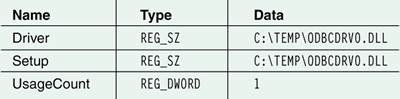 Name Type Data
Driver REG_SZ C:\TEMP\ODBCDRV0.DLL
Setup REG_SZ C:\TEMP\ODBCDRV0.DLL
UsageCount REG_DWORD 1